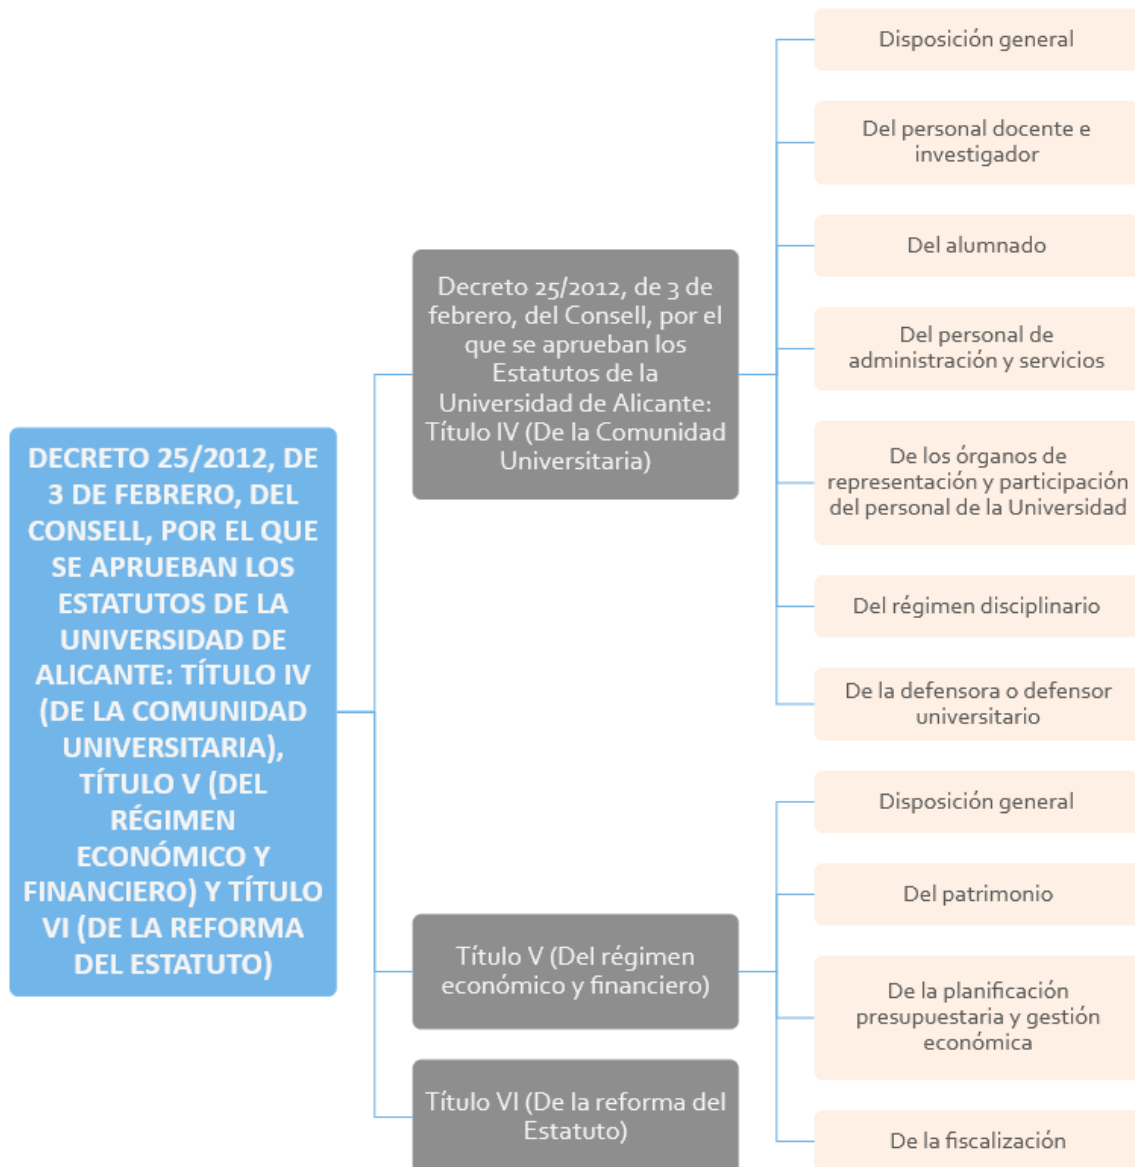 DECRETO 25/2012, DE
3 DE FEBRERO, DEL
CONSELL, POR EL QUE
SE APRUEBAN LOS
ESTATUTOS DE LA
UNIVERSIDAD DE
ALICANTE: TÍTULO IV
(DE LA COMUNIDAD
UNIVERSITARIA),
TÍTULO V (DEL
RÉGIMEN
ECONÓMICO Y
FINANCIERO) Y TÍTULO
VI (DE LA REFORMA
DEL ESTATUTO)
Decreto 25/2012, de 3 de
febrero, del Consell, por el
que se aprueban los
Estatutos de la
Universidad de Alicante:
Título IV (De la Comunidad
Universitaria)
Disposición general
Del personal docente e
investigador
Del alumnado
Del personal de
administración y servicios
De los órganos de
representación y participación
del personal de la Universidad
Del régimen disciplinario
De la defensora o defensor
universitario
Título V (Del régimen
económico y financiero)
Disposición general
Del patrimonio
De la planificación
presupuestaria y gestión
económica
De la fiscalización
Título VI (De la reforma del
Estatuto)